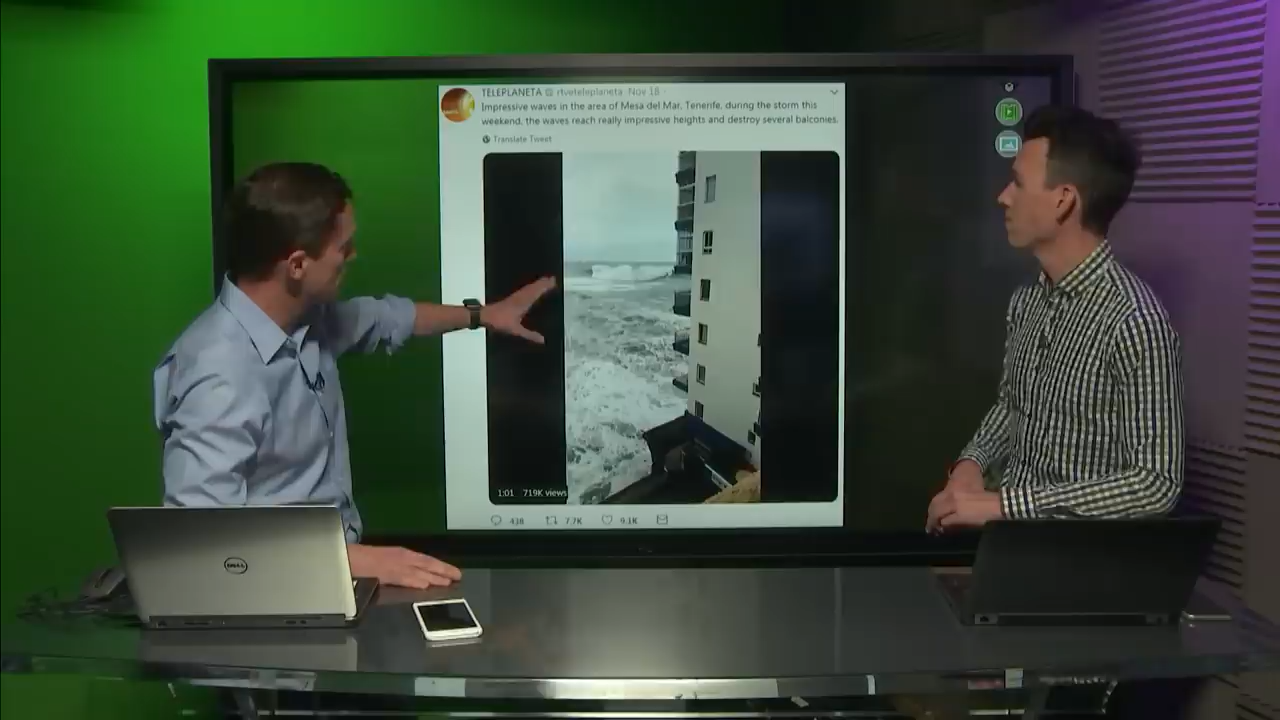 TELEPLANETA @ rtveteleplaneta · Nov 18
Impressive waves in the area of Mesa del Mar, Tenerife, during the storm this
weekend, the waves reach really impressive heights and destroy several balconies.
Translate Tweet
1:01 719K views
438 7.7K 9.1K
DELL